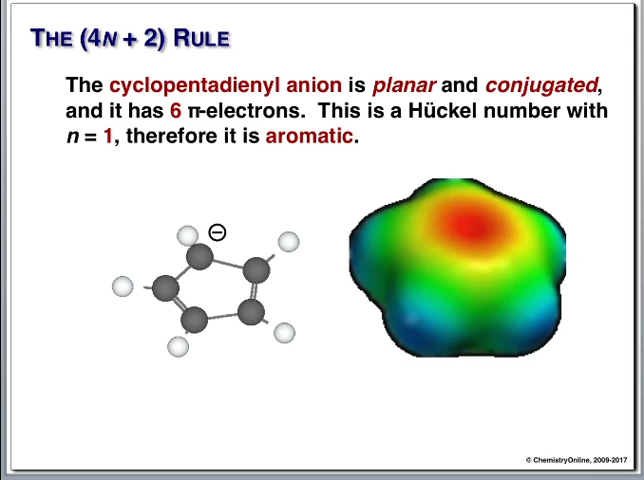 THE (4N + 2) RULE
The cyclopentadienyl anion is planar and conjugated,
and it has 6 π-electrons. This is a Hückel number with
n = 1, therefore it is aromatic.
⊖
© ChemistryOnline, 2009-2017